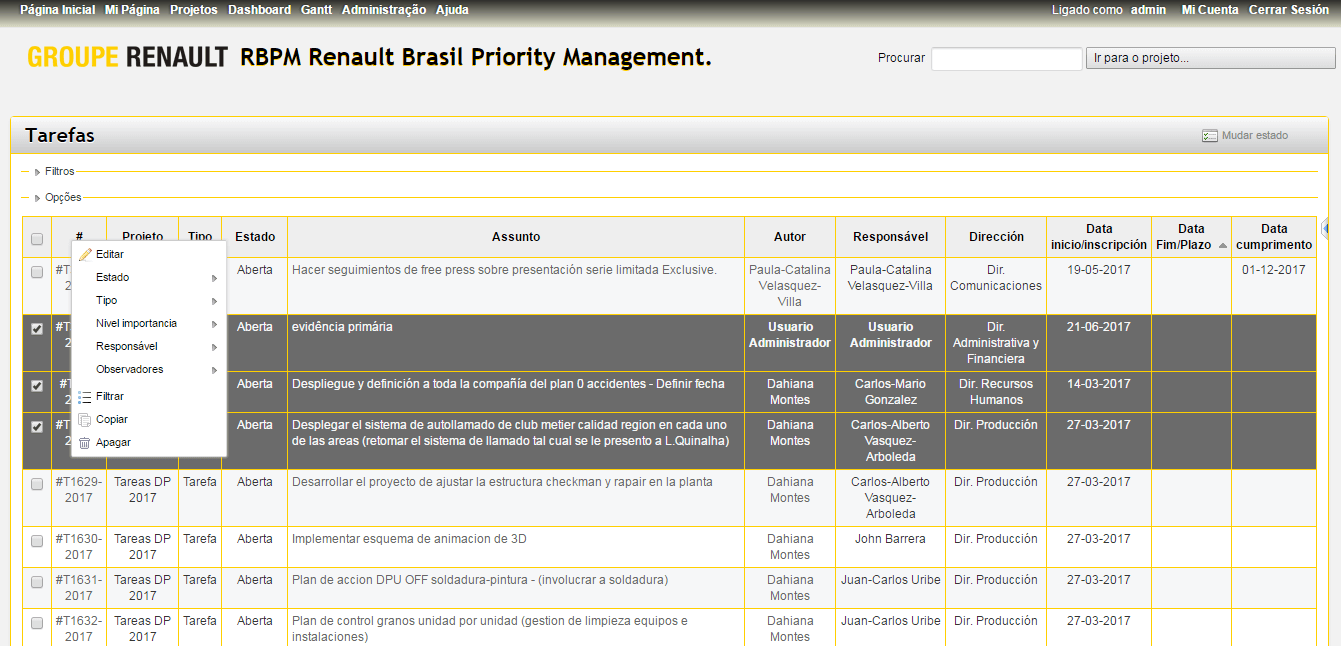 Página Inicial Mi Página Projetos Dashboard Gantt Administração Ajuda
Ligado como admin Mi Cuenta Cerrar Sesión
GROUPE RENAULT RBPM Renault Brasil Priority Management.
Procurar
Ir para o projeto...
Tarefas
Mudar estado
Filtros
Opções
# Projeto Tipo Estado Assunto Autor Responsável Dirección Data inicio/inscripción Data Fim/Plazo Data cumprimento
Editar
Estado
Tipo
Nivel importancia
Responsável
Observadores
Filtrar
Copiar
Apagar
Aberta Hacer seguimientos de free press sobre presentación serie limitada Exclusive. Paula-Catalina Velasquez-Villa Paula-Catalina Velasquez-Villa Dir. Comunicaciones 19-05-2017 01-12-2017
Aberta evidência primária Usuario Administrador Usuario Administrador Dir. Administrativa y Financiera 21-06-2017
Aberta Despliegue y definición a toda la compañía del plan 0 accidentes - Definir fecha Dahiana Montes Carlos-Mario Gonzalez Dir. Recursos Humanos 14-03-2017
Aberta Desplegar el sistema de autollamado de club metier calidad region en cada uno de las areas (retomar el sistema de llamado tal cual se le presento a L.Quinalha) Dahiana Montes Carlos-Alberto Vasquez-Arboleda Dir. Producción 27-03-2017
#T1629-2017 Tareas DP 2017 Tarefa Aberta Desarrollar el proyecto de ajustar la estructura checkman y rapair en la planta Dahiana Montes Carlos-Alberto Vasquez-Arboleda Dir. Producción 27-03-2017
#T1630-2017 Tareas DP 2017 Tarefa Aberta Implementar esquema de animacion de 3D Dahiana Montes John Barrera Dir. Producción 27-03-2017
#T1631-2017 Tareas DP 2017 Tarefa Aberta Plan de accion DPU OFF soldadura-pintura - (involucrar a soldadura) Dahiana Montes Juan-Carlos Uribe Dir. Producción 27-03-2017
#T1632-2017 Tareas DP 2017 Tarefa Aberta Plan de control granos unidad por unidad (gestion de limpieza equipos e instalaciones) Dahiana Montes Juan-Carlos Uribe Dir. Producción 27-03-2017